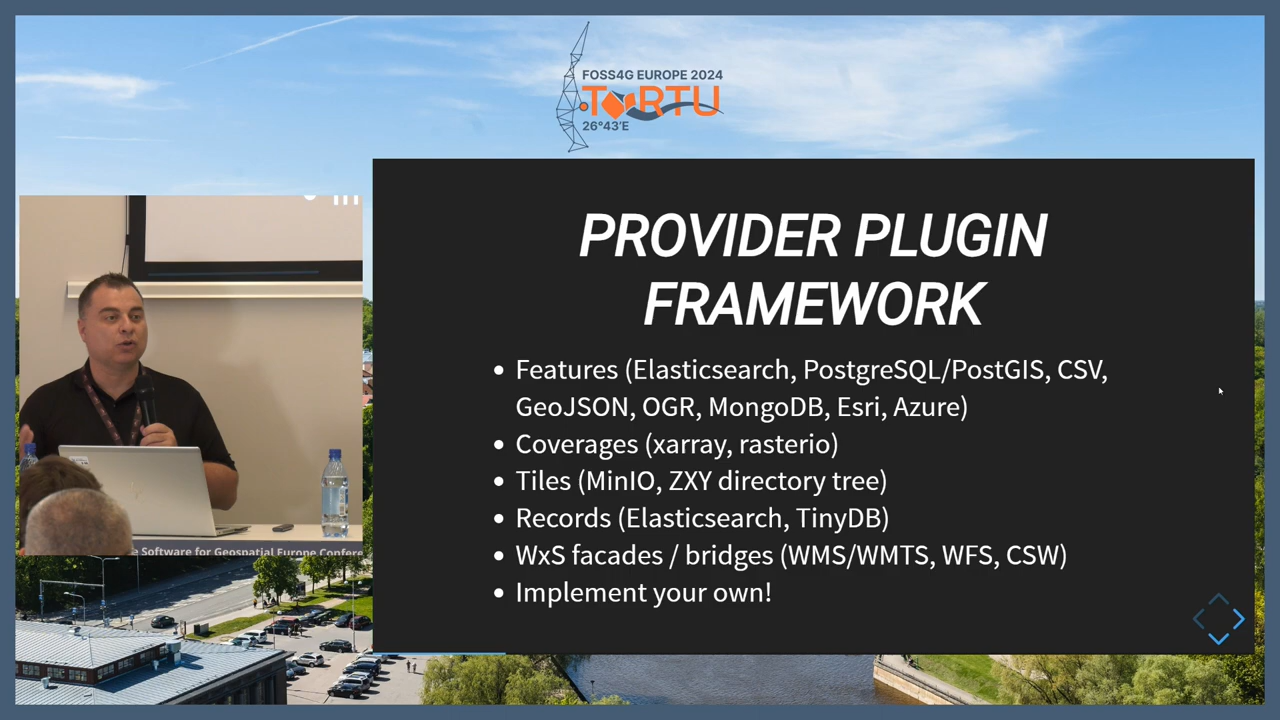 FOSS4G EUROPE 2024
TARTU
26°43'E
PROVIDER PLUGIN
FRAMEWORK
• Features (Elasticsearch, PostgreSQL/PostGIS, CSV,
GeoJSON, OGR, MongoDB, Esri, Azure)
• Coverages (xarray, rasterio)
• Tiles (MinIO, ZXY directory tree)
• Records (Elasticsearch, TinyDB)
• WxS facades / bridges (WMS/WMTS, WFS, CSW)
• Implement your own!
Software for Geospatial Europe